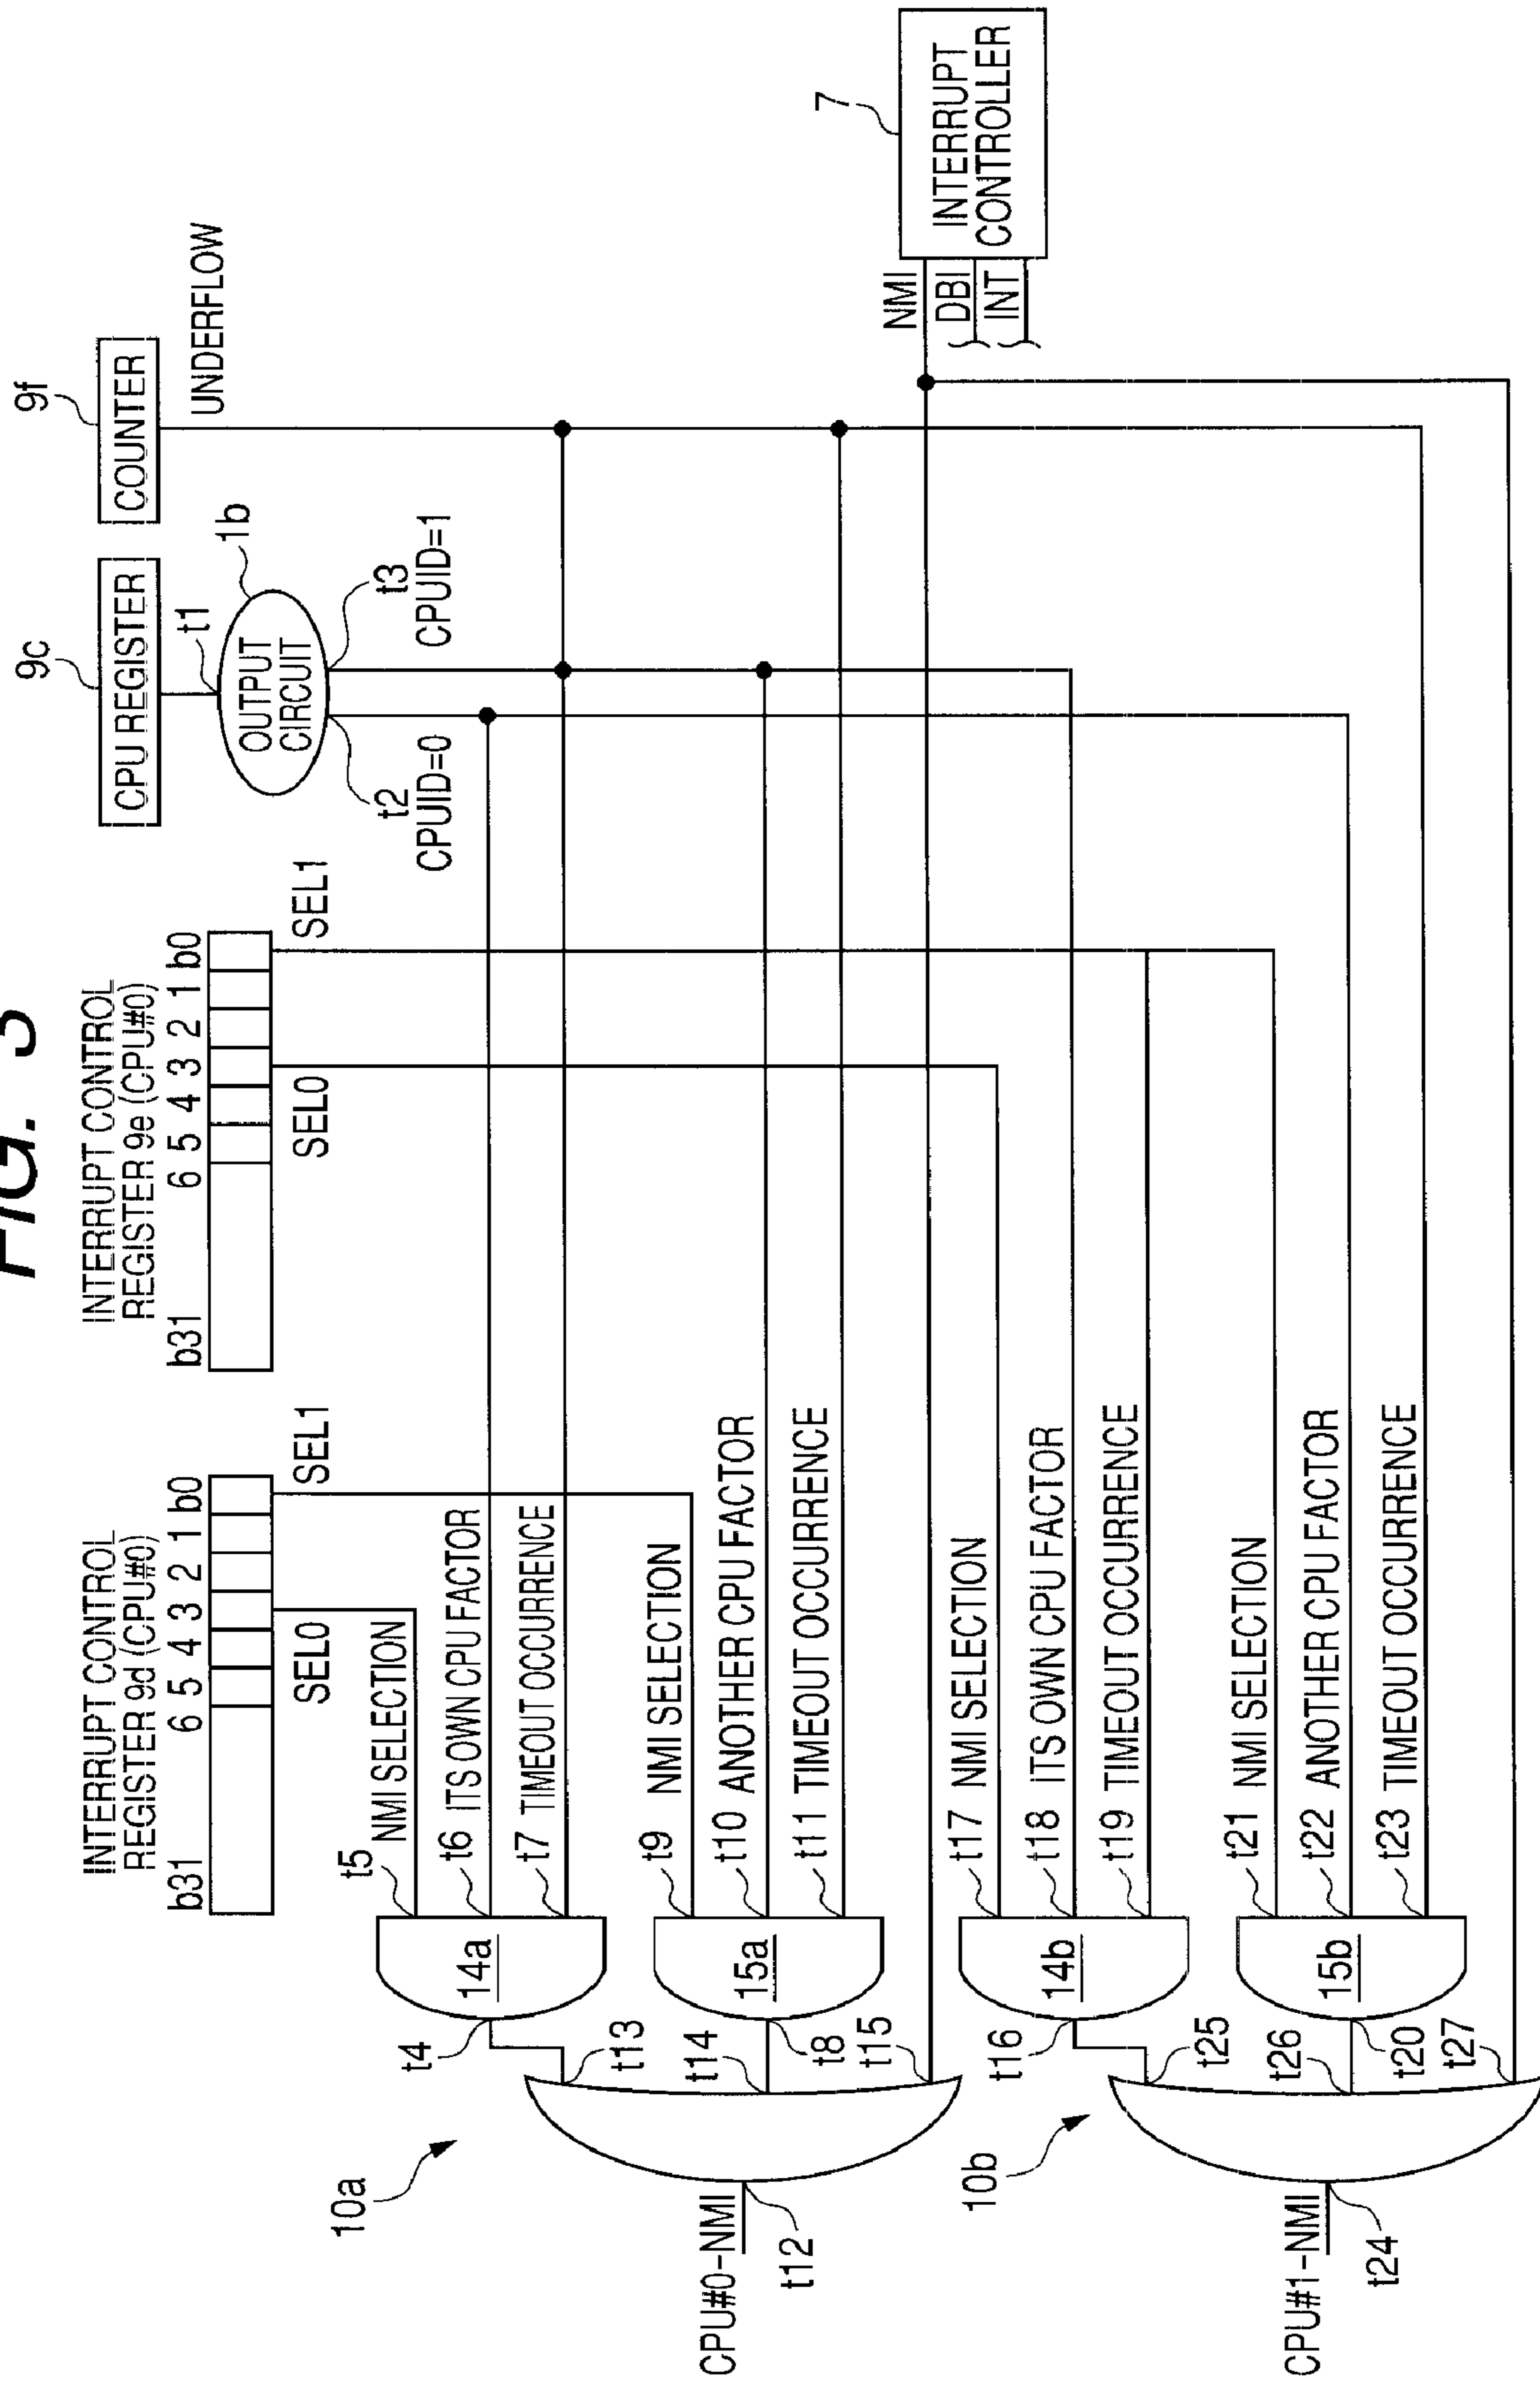 FIG. 3
INTERRUPT CONTROL
REGISTER 9d (CPU#0)
b31 6 5 4 3 2 1 b0
SEL0
SEL1
INTERRUPT CONTROL
REGISTER 9e (CPU#0)
b31 6 5 4 3 2 1 b0
SEL0
SEL1
9c
CPU REGISTER
t1
OUTPUT
CIRCUIT
1b
t2
CPUID=0
t3
CPUID=1
9f
COUNTER
UNDERFLOW
7
INTERRUPT
CONTROLLER
NMI
DBI
INT
t5
NMI SELECTION
t6 ITS OWN CPU FACTOR
t7 TIMEOUT OCCURRENCE
14a
t4
t9 NMI SELECTION
t10 ANOTHER CPU FACTOR
t11 TIMEOUT OCCURRENCE
15a
t8
t13
t14
t15
10a
CPU#0-NMI
t12
t17 NMI SELECTION
t18 ITS OWN CPU FACTOR
t19 TIMEOUT OCCURRENCE
14b
t16
t21 NMI SELECTION
t22 ANOTHER CPU FACTOR
t23 TIMEOUT OCCURRENCE
15b
t20
t25
t26
t27
10b
CPU#1-NMI
t24